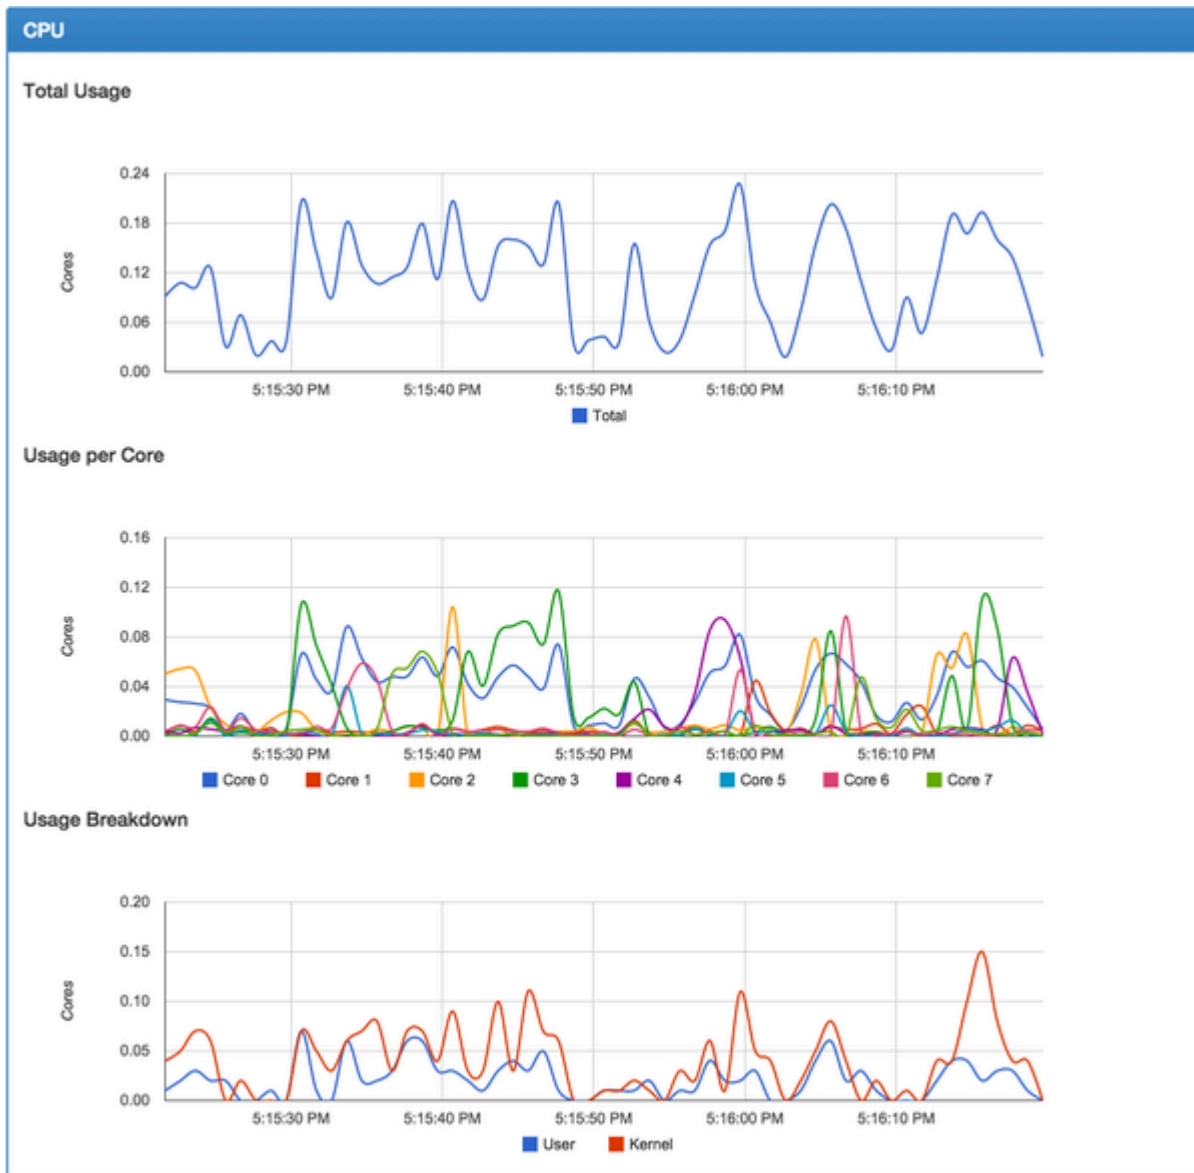 CPU
Total Usage
0.24
0.18
0.12
0.06
0.00
Cores
5:15:30 PM 5:15:40 PM 5:15:50 PM 5:16:00 PM 5:16:10 PM
Total
Usage per Core
0.16
0.12
0.08
0.04
0.00
Cores
5:15:30 PM 5:15:40 PM 5:15:50 PM 5:16:00 PM 5:16:10 PM
Core 0 Core 1 Core 2 Core 3 Core 4 Core 5 Core 6 Core 7
Usage Breakdown
0.20
0.15
0.10
0.05
0.00
Cores
5:15:30 PM 5:15:40 PM 5:15:50 PM 5:16:00 PM 5:16:10 PM
User Kernel